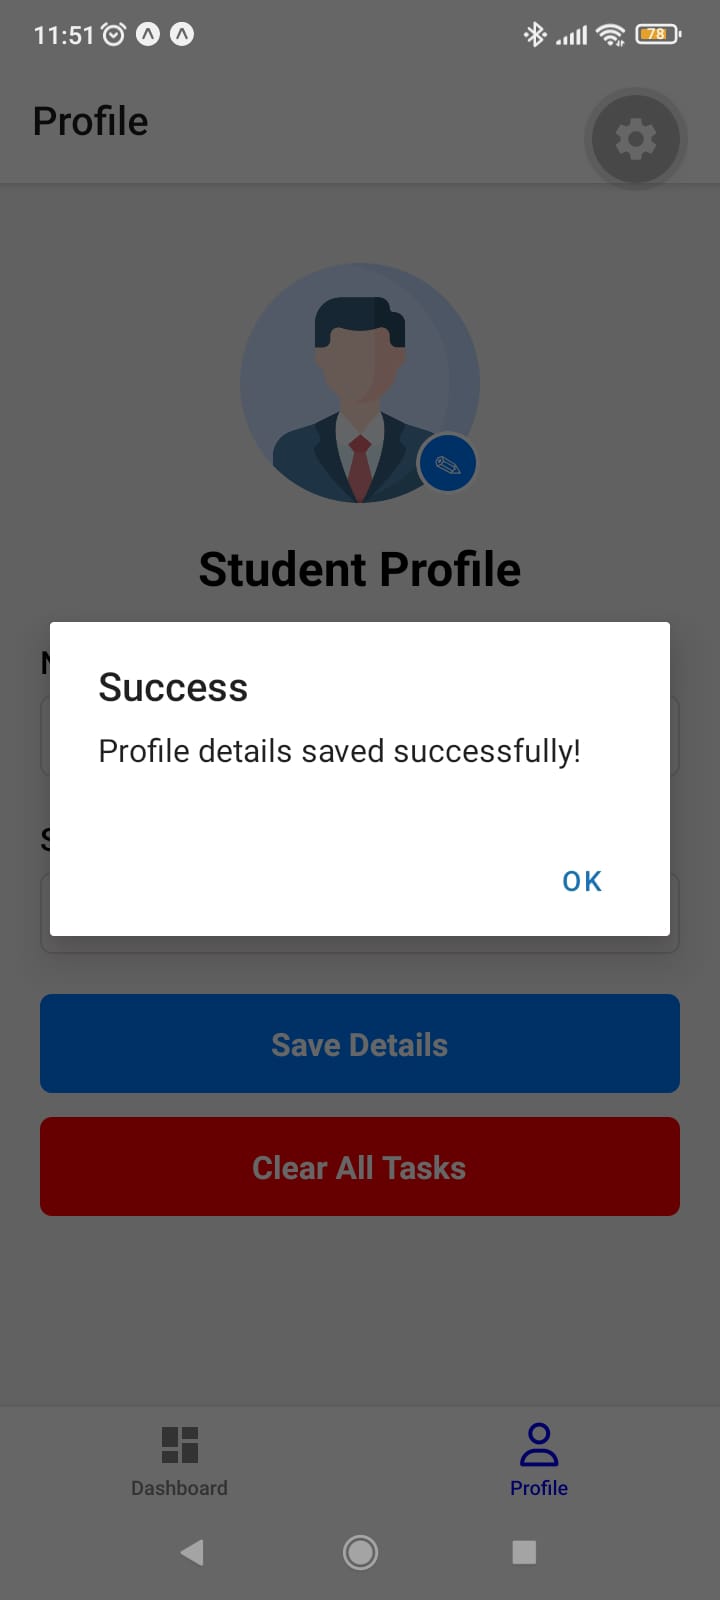 11:51
78
Profile
Student Profile
Success
Profile details saved successfully!
OK
Save Details
Clear All Tasks
Dashboard
Profile